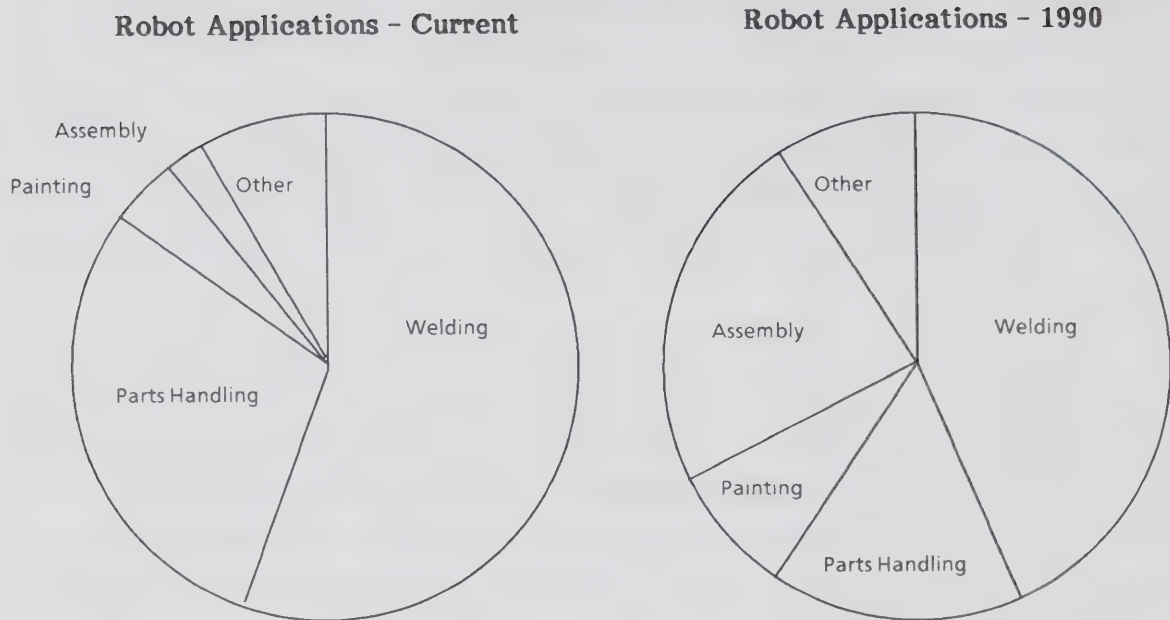 Robot Applications - Current
Assembly
Painting
Other
Welding
Parts Handling
Robot Applications - 1990
Other
Welding
Assembly
Painting
Parts Handling